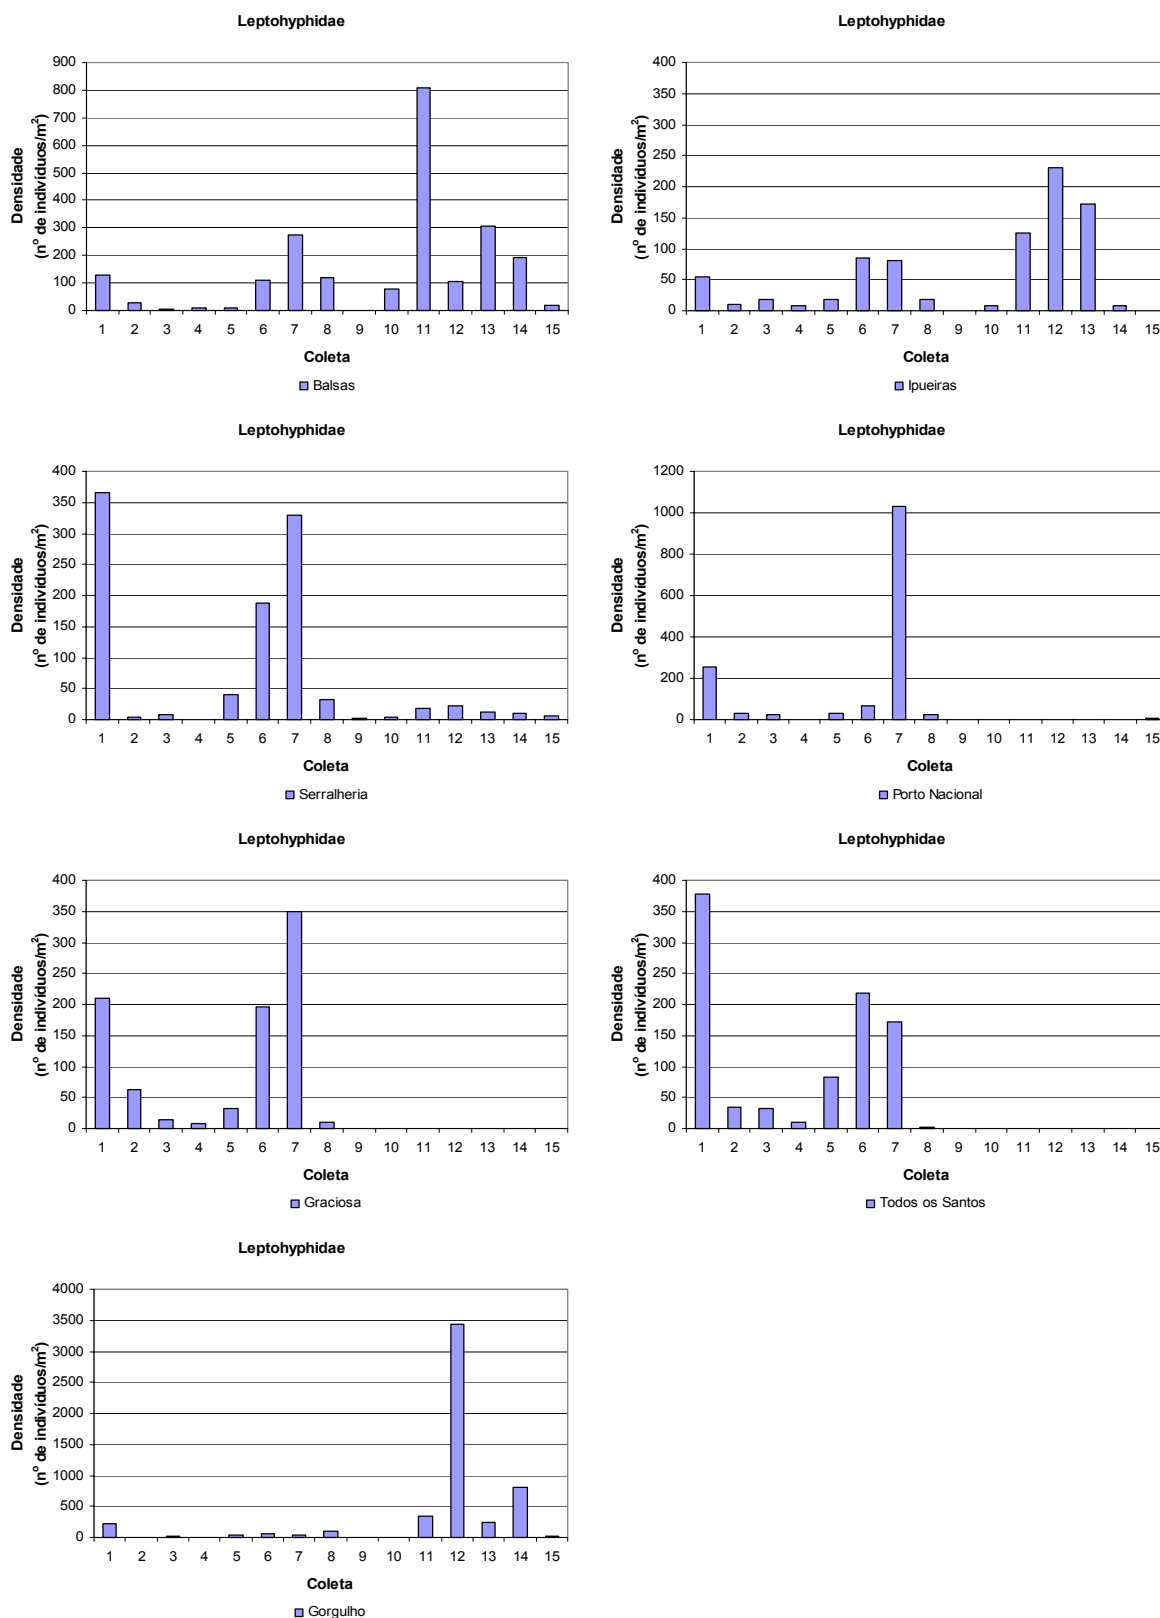 Leptohyphidae
900
800
700
600
500
400
300
200
100
0
Densidade
(nº de indivíduos/m²)
1 2 3 4 5 6 7 8 9 10 11 12 13 14 15
Coleta
Balsas
Leptohyphidae
400
350
300
250
200
150
100
50
0
Densidade
(nº de indivíduos/m²)
1 2 3 4 5 6 7 8 9 10 11 12 13 14 15
Coleta
Ipueiras
Leptohyphidae
400
350
300
250
200
150
100
50
0
Densidade
(nº de indivíduos/m²)
1 2 3 4 5 6 7 8 9 10 11 12 13 14 15
Coleta
Serralheria
Leptohyphidae
1200
1000
800
600
400
200
0
Densidade
(nº de indivíduos/m²)
1 2 3 4 5 6 7 8 9 10 11 12 13 14 15
Coleta
Porto Nacional
Leptohyphidae
400
350
300
250
200
150
100
50
0
Densidade
(nº de indivíduos/m²)
1 2 3 4 5 6 7 8 9 10 11 12 13 14 15
Coleta
Graciosa
Leptohyphidae
400
350
300
250
200
150
100
50
0
Densidade
(nº de indivíduos/m²)
1 2 3 4 5 6 7 8 9 10 11 12 13 14 15
Coleta
Todos os Santos
Leptohyphidae
4000
3500
3000
2500
2000
1500
1000
500
0
Densidade
(nº de indivíduos/m²)
1 2 3 4 5 6 7 8 9 10 11 12 13 14 15
Coleta
Gorgulho